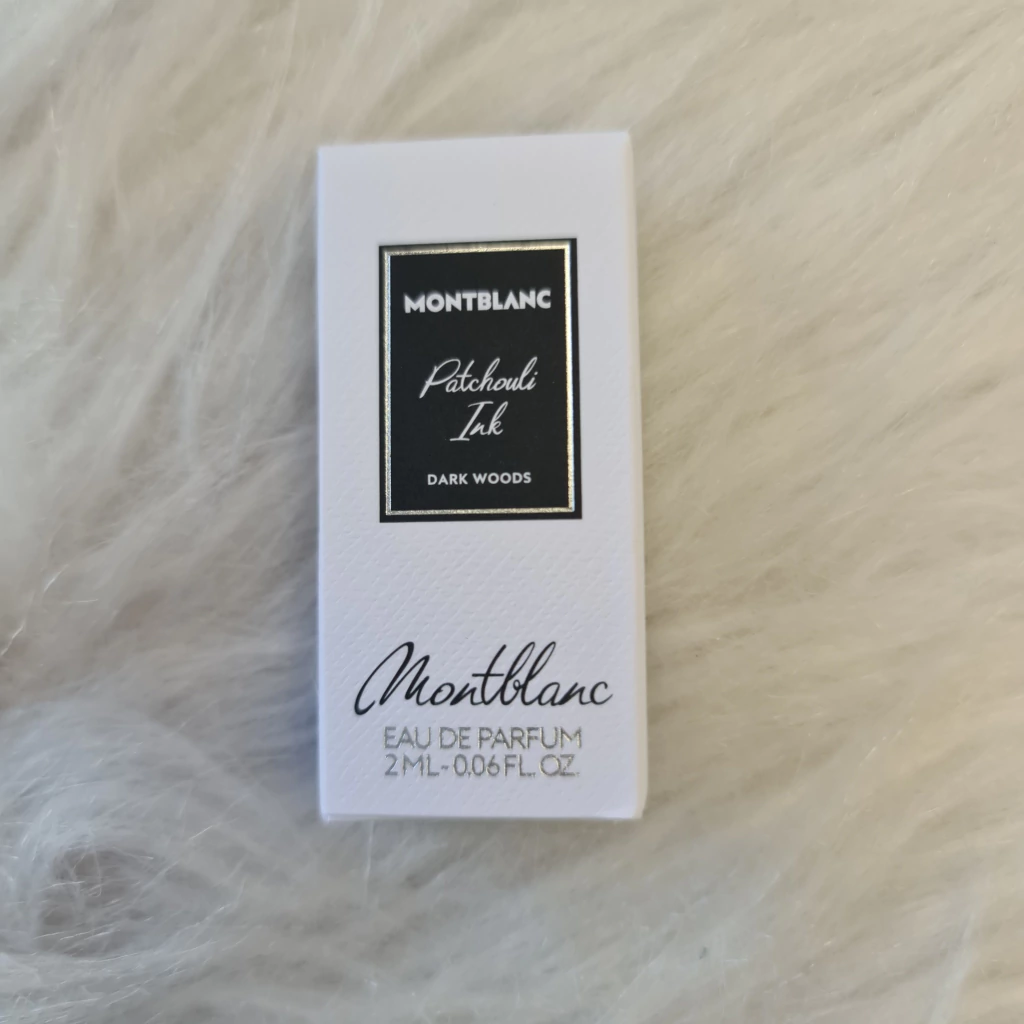 MONTBLANC
Patchouli
Ink
DARK WOODS
Montblanc
EAU DE PARFUM
2 ML ~ 0.06 FL. OZ.